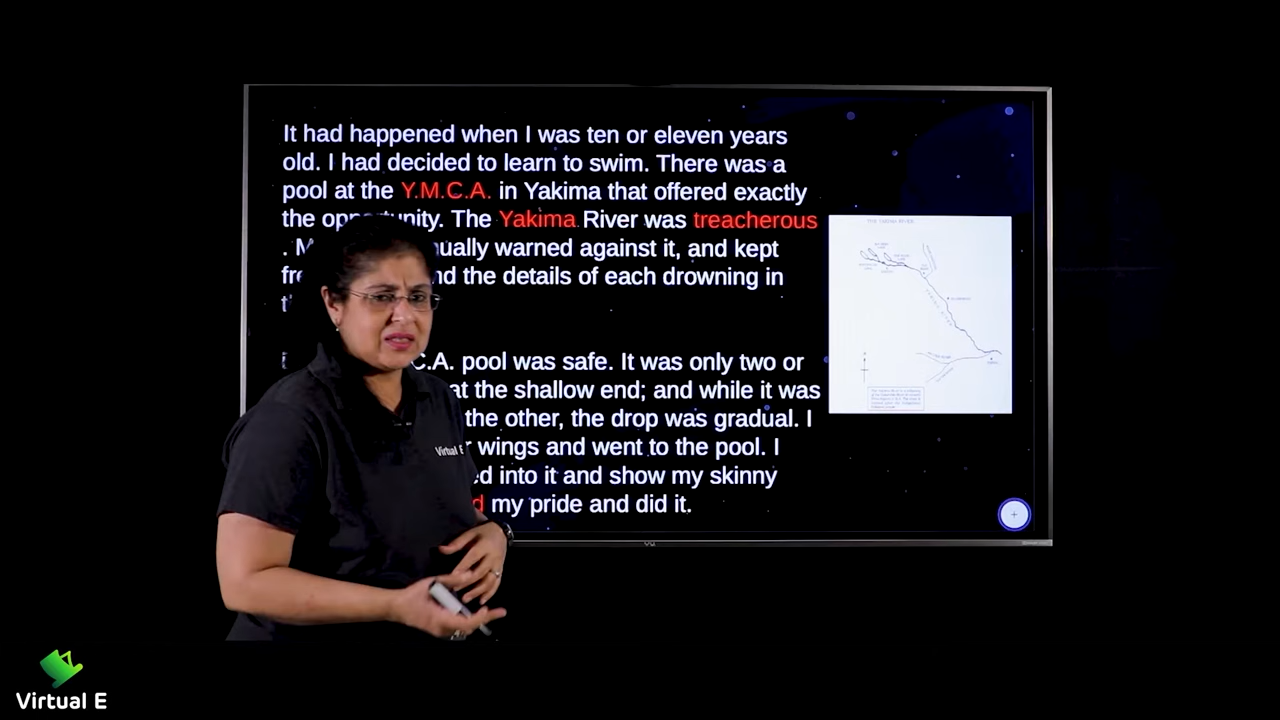 It had happened when I was ten or eleven years
old. I had decided to learn to swim. There was a
pool at the Y.M.C.A. in Yakima that offered exactly
the opportunity. The Yakima River was treacherous
. M nually warned against it, and kept
fre nd the details of each drowning in
t
C.A. pool was safe. It was only two or
at the shallow end; and while it was
the other, the drop was gradual. I
r wings and went to the pool. I
ed into it and show my skinny
d my pride and did it.
THE YAKIMA RIVER
Virtual E
Virtual E